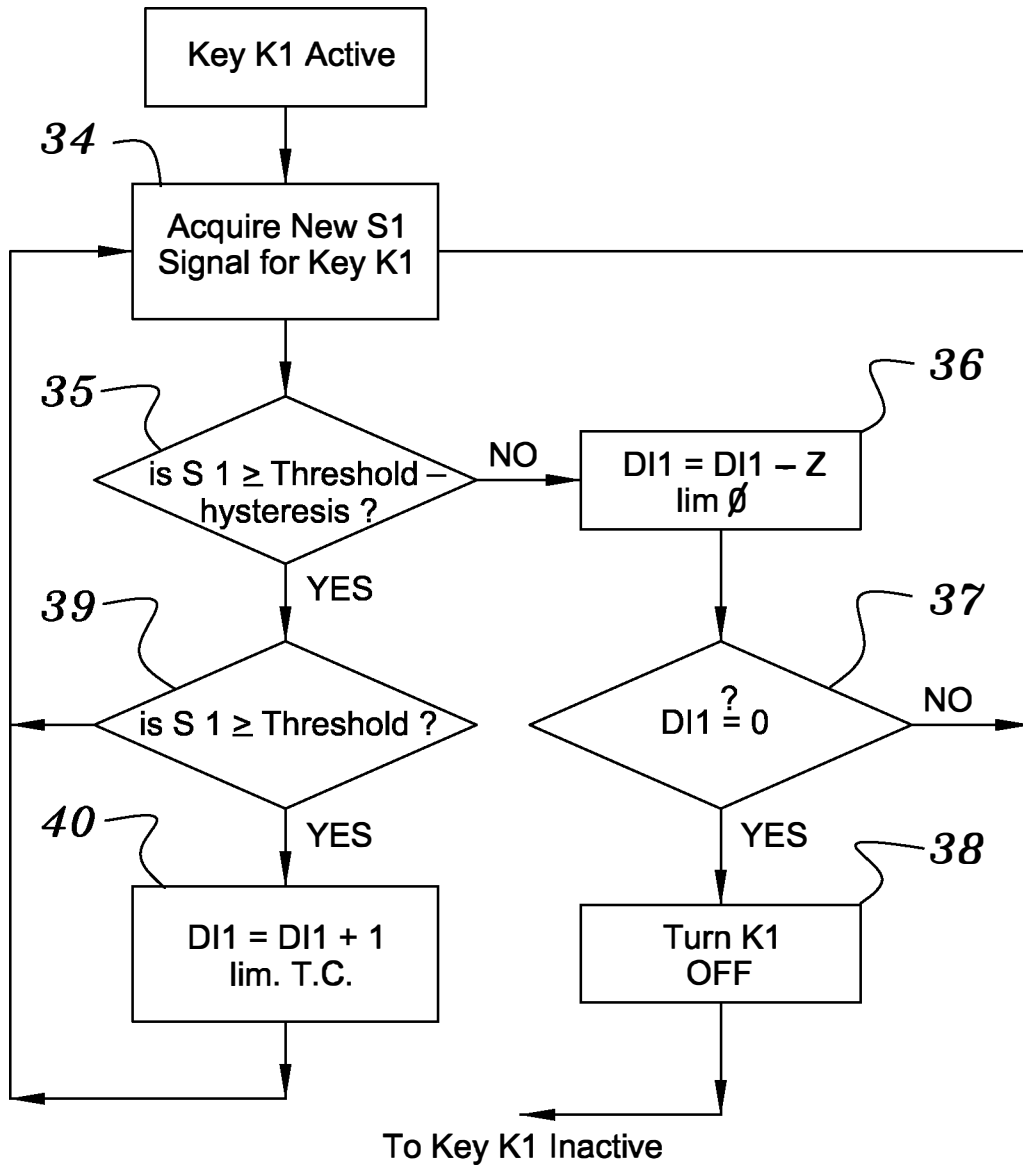 Key K1 Active
34
Acquire New S1
Signal for Key K1
35
is S 1 ≥ Threshold –
hysteresis ?
NO
36
DI1 = DI1 – Z
lim Ø
YES
39
is S 1 ≥ Threshold ?
37
?
DI1 = 0
NO
YES
40
DI1 = DI1 + 1
lim. T.C.
YES
38
Turn K1
OFF
To Key K1 Inactive